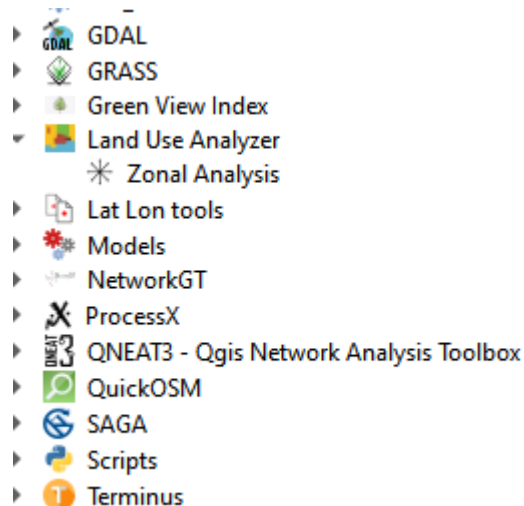 GDAL
GRASS
Green View Index
Land Use Analyzer
Zonal Analysis
Lat Lon tools
Models
NetworkGT
ProcessX
QNEAT3 - Qgis Network Analysis Toolbox
QuickOSM
SAGA
Scripts
Terminus